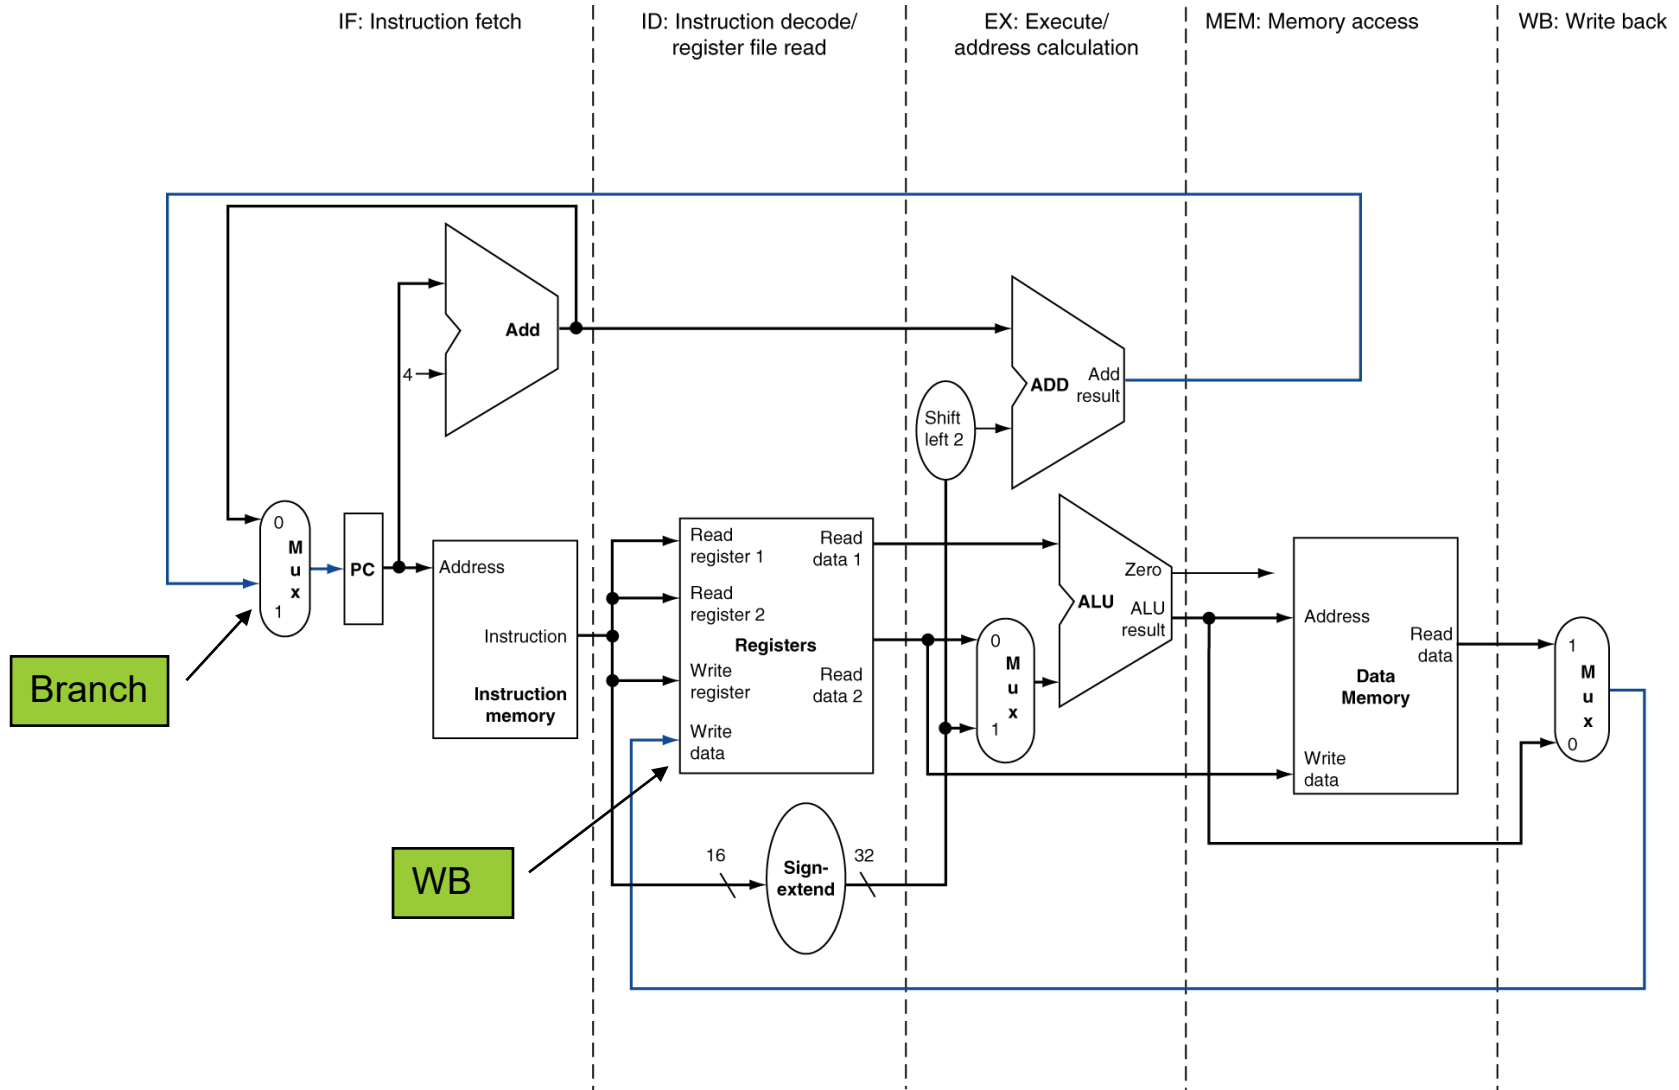 IF: Instruction fetch
ID: Instruction decode/
register file read
EX: Execute/
address calculation
MEM: Memory access
WB: Write back
Add
4
ADD
Add
result
Shift
left 2
0
M
u
x
1
PC
Address
Instruction
Instruction
memory
Read
register 1
Read
register 2
Write
register
Write
data
Registers
Read
data 1
Read
data 2
0
M
u
x
1
Zero
ALU
ALU
result
Address
Read
data
Data
Memory
Write
data
1
M
u
x
0
Branch
WB
16
Sign-
extend
32